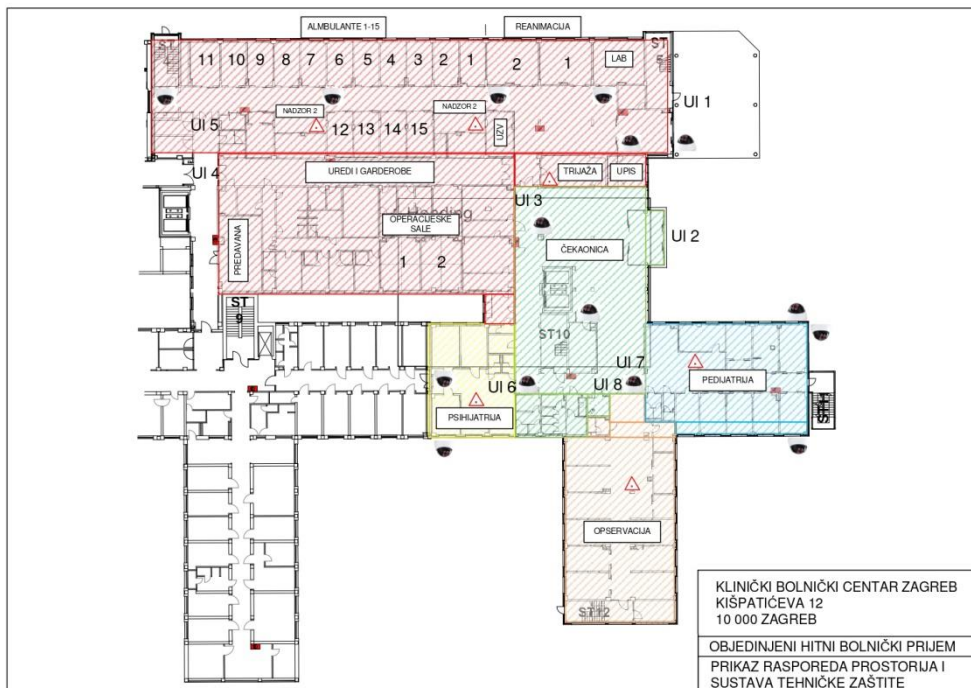 ALMBULANTE 1-15
REANIMACIJA
ST
11
10
9
8
7
6
5
4
3
2
1
2
1
LAB
ST
UI 1
NADZOR 2
NADZOR 2
UI 5
12
13
14
15
UZV
UI 4
UREDI I GARDEROBE
TRIJAŽA
UPIS
UI 3
PREDAVANA
Heading
OPERACIJESKE
SALE
ČEKAONICA
UI 2
1
2
ST
9
ST10
UI 7
UI 6
UI 8
PEDIJATRIJA
PSIHIJATRIJA
ST11
OPSERVACIJA
ST12
KLINIČKI BOLNIČKI CENTAR ZAGREB
KIŠPATIĆEVA 12
10 000 ZAGREB
OBJEDINJENI HITNI BOLNIČKI PRIJEM
PRIKAZ RASPOREDA PROSTORIJA I
SUSTAVA TEHNIČKE ZAŠTITE